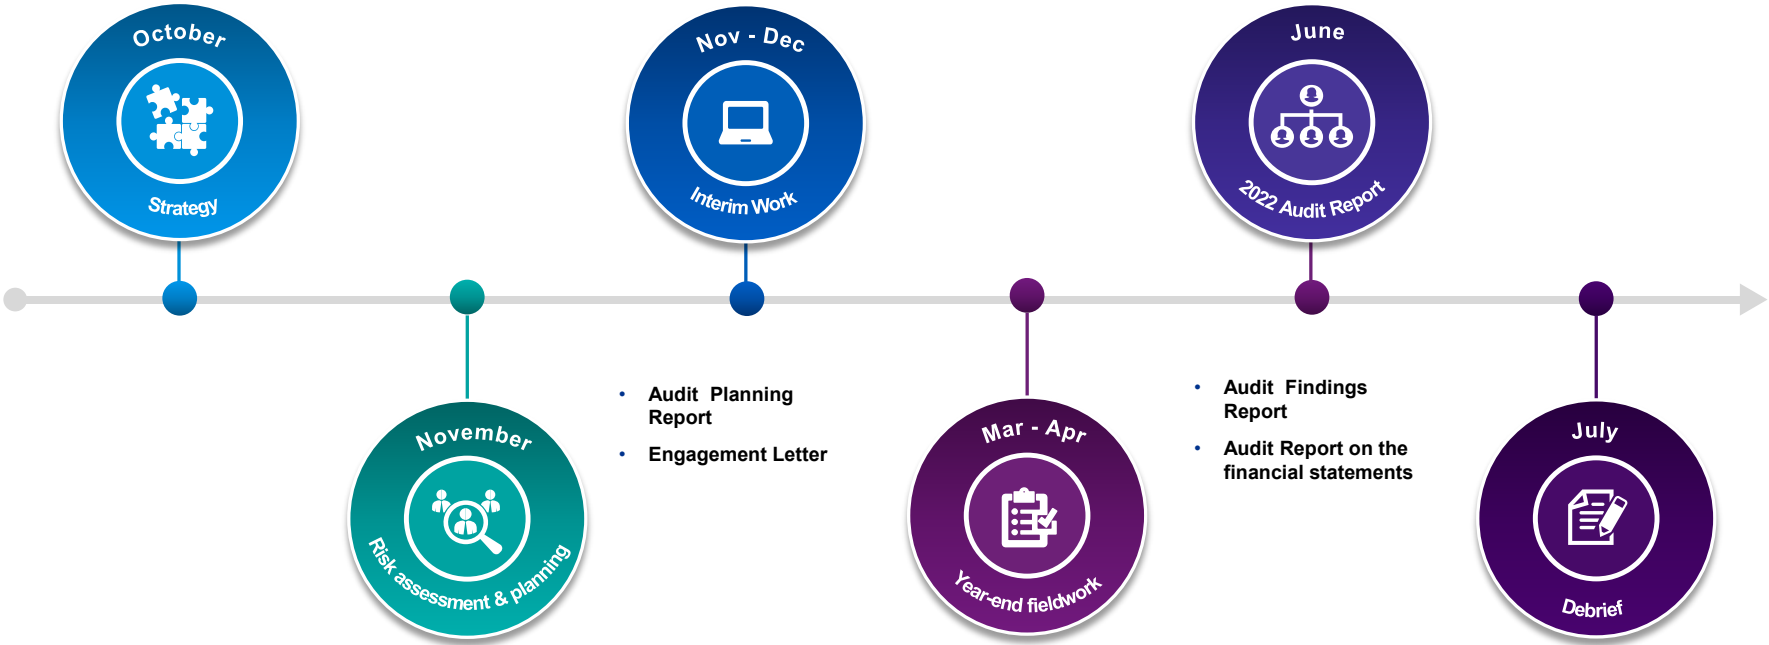 October
Strategy
November
Risk assessment & planning
Nov - Dec
Interim Work
• Audit Planning
Report
• Engagement Letter
Mar - Apr
Year-end fieldwork
June
2022 Audit Report
• Audit Findings
Report
• Audit Report on the
financial statements
July
Debrief